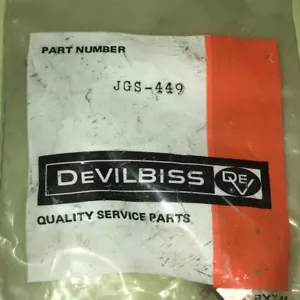 PART NUMBER
JGS-449
DEVILBISS DEV
QUALITY SERVICE PARTS